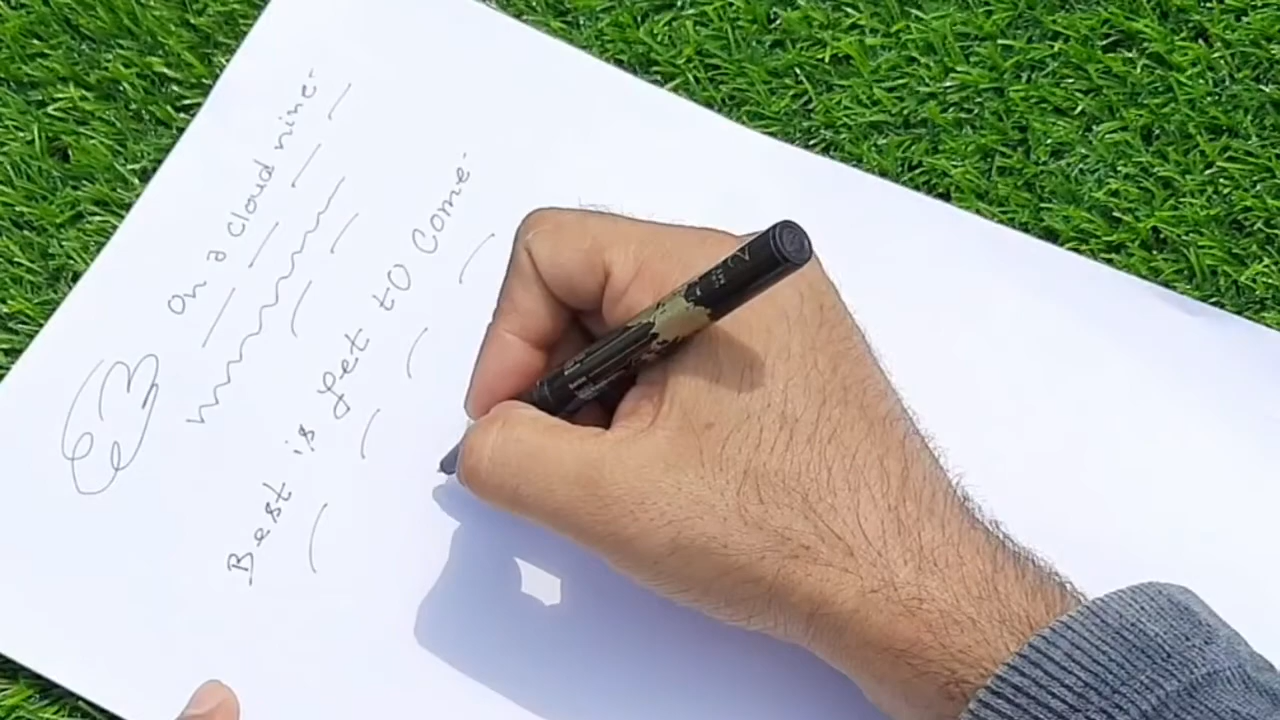 On a cloud nine-
Best is yet to Come-